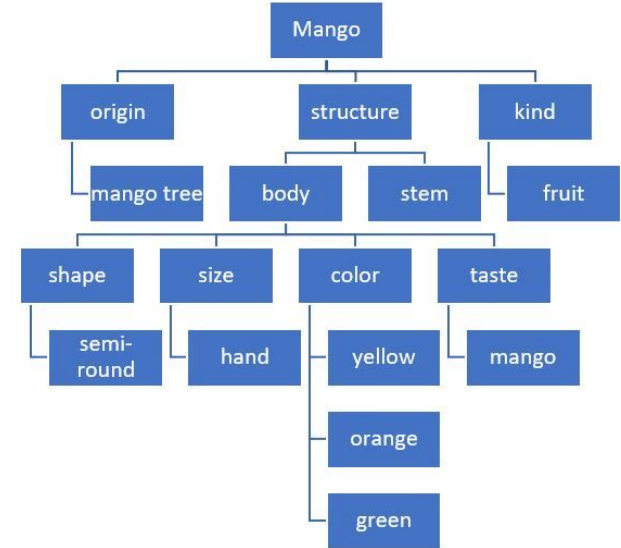 Mango
origin
structure
kind
mango tree
body
stem
fruit
shape
size
color
taste
semi-
round
hand
yellow
mango
orange
green